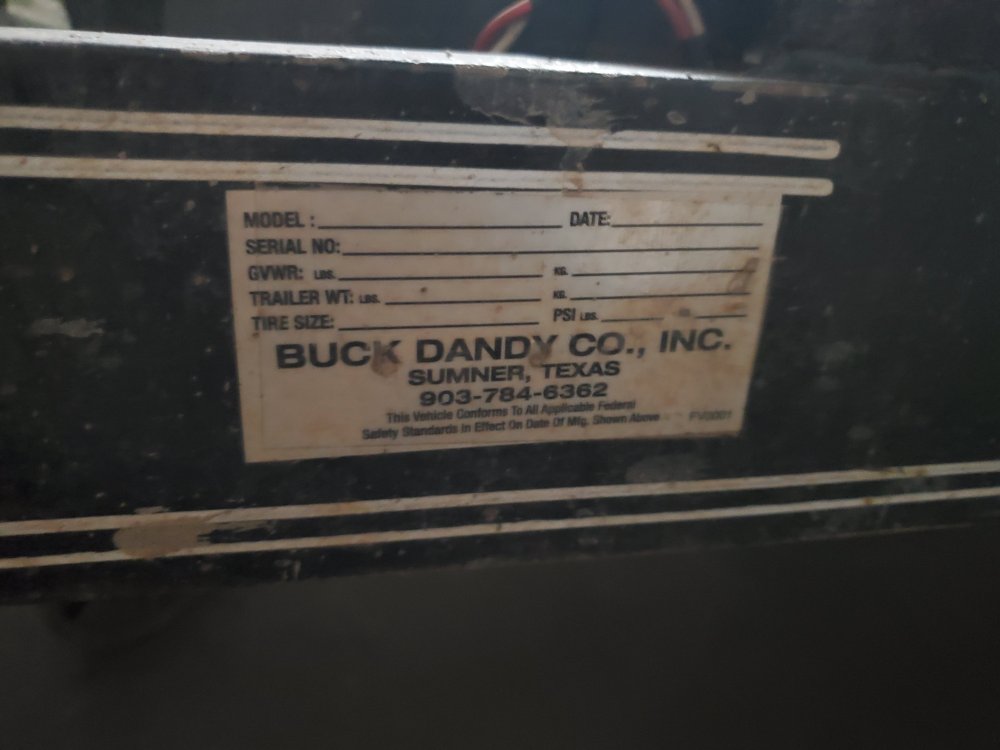 MODEL : DATE:
SERIAL NO:
GVWR: LBS. KG.
TRAILER WT: LBS. KG.
TIRE SIZE: PSI LBS.
BUCK DANDY CO., INC.
SUMNER, TEXAS
903-784-6362
This Vehicle Conforms To All Applicable Federal
Safety Standards In Effect On Date Of Mfg. Shown Above PV0001